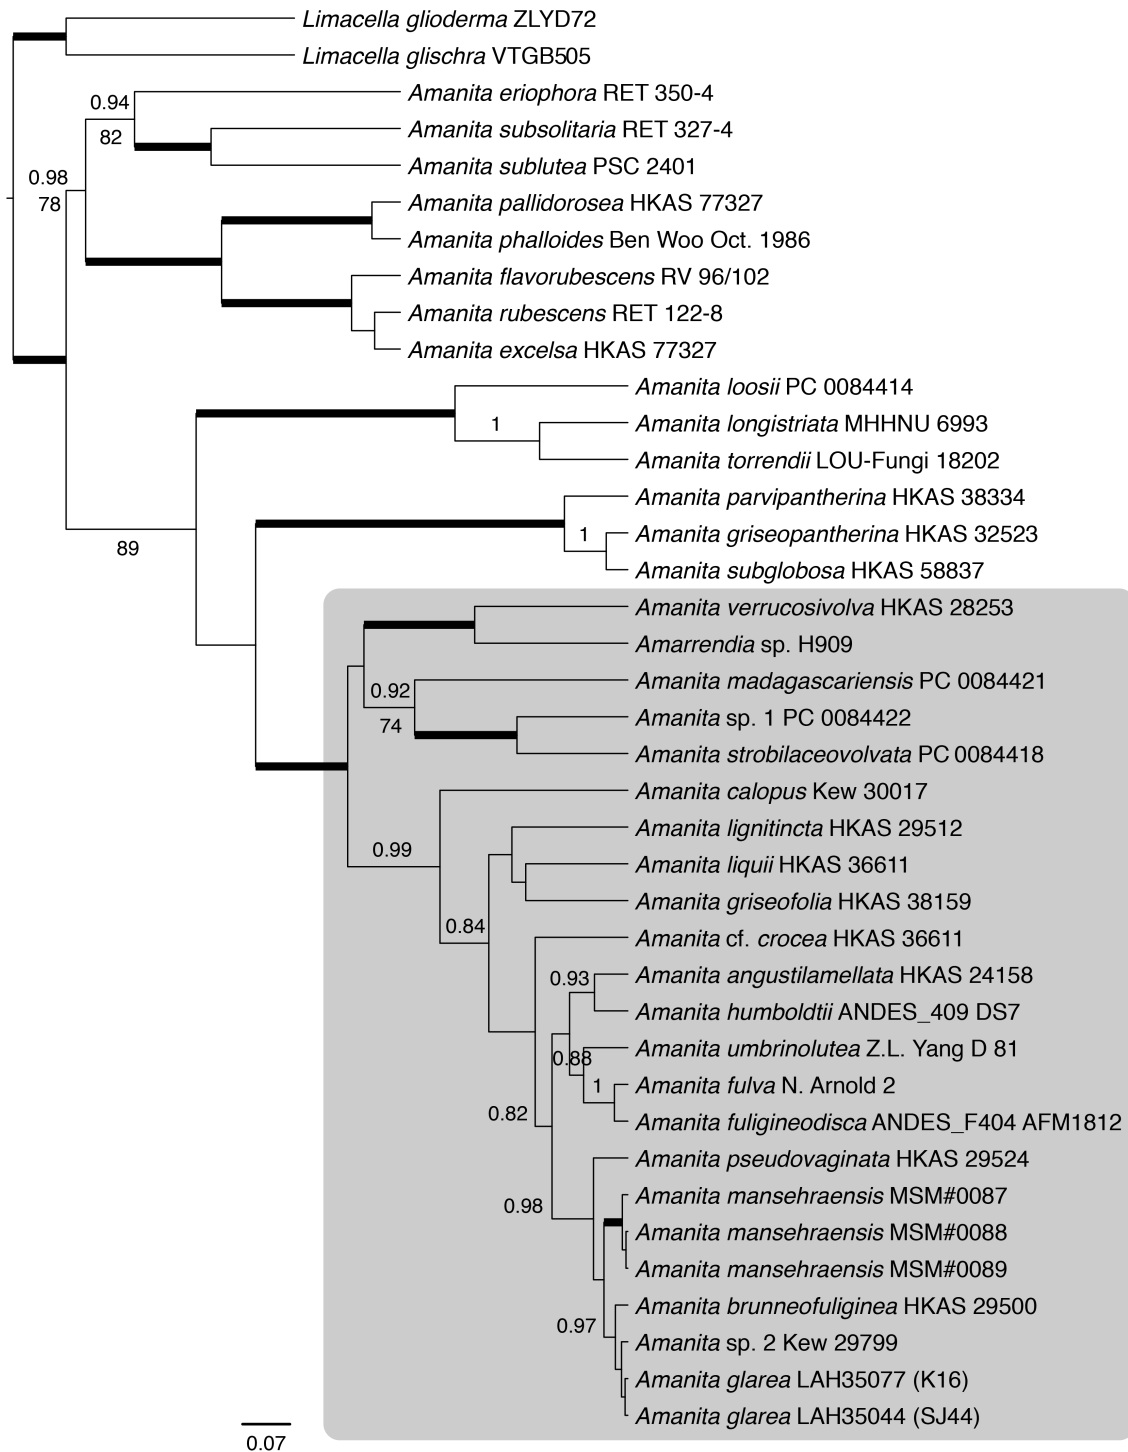 Limacella glioderma ZLYD72
Limacella glischra VTGB505
Amanita eriophora RET 350-4
0.94
82
Amanita subsolitaria RET 327-4
Amanita sublutea PSC 2401
0.98
78
Amanita pallidorosea HKAS 77327
Amanita phalloides Ben Woo Oct. 1986
Amanita flavorubescens RV 96/102
Amanita rubescens RET 122-8
Amanita excelsa HKAS 77327
Amanita loosii PC 0084414
1
Amanita longistriata MHHNU 6993
Amanita torrendii LOU-Fungi 18202
Amanita parvipantherina HKAS 38334
1
Amanita griseopantherina HKAS 32523
89
Amanita subglobosa HKAS 58837
Amanita verrucosivolva HKAS 28253
Amarrendia sp. H909
Amanita madagascariensis PC 0084421
0.92
74
Amanita sp. 1 PC 0084422
Amanita strobilaceovolvata PC 0084418
Amanita calopus Kew 30017
Amanita lignitincta HKAS 29512
0.99
Amanita liquii HKAS 36611
Amanita griseofolia HKAS 38159
0.84
Amanita cf. crocea HKAS 36611
0.93
Amanita angustilamellata HKAS 24158
Amanita humboldtii ANDES_409 DS7
Amanita umbrinolutea Z.L. Yang D 81
0.88
1
Amanita fulva N. Arnold 2
0.82
Amanita fuligineodisca ANDES_F404 AFM1812
Amanita pseudovaginata HKAS 29524
Amanita mansehraensis MSM#0087
0.98
Amanita mansehraensis MSM#0088
Amanita mansehraensis MSM#0089
Amanita brunneofuliginea HKAS 29500
0.97
Amanita sp. 2 Kew 29799
Amanita glarea LAH35077 (K16)
Amanita glarea LAH35044 (SJ44)
0.07